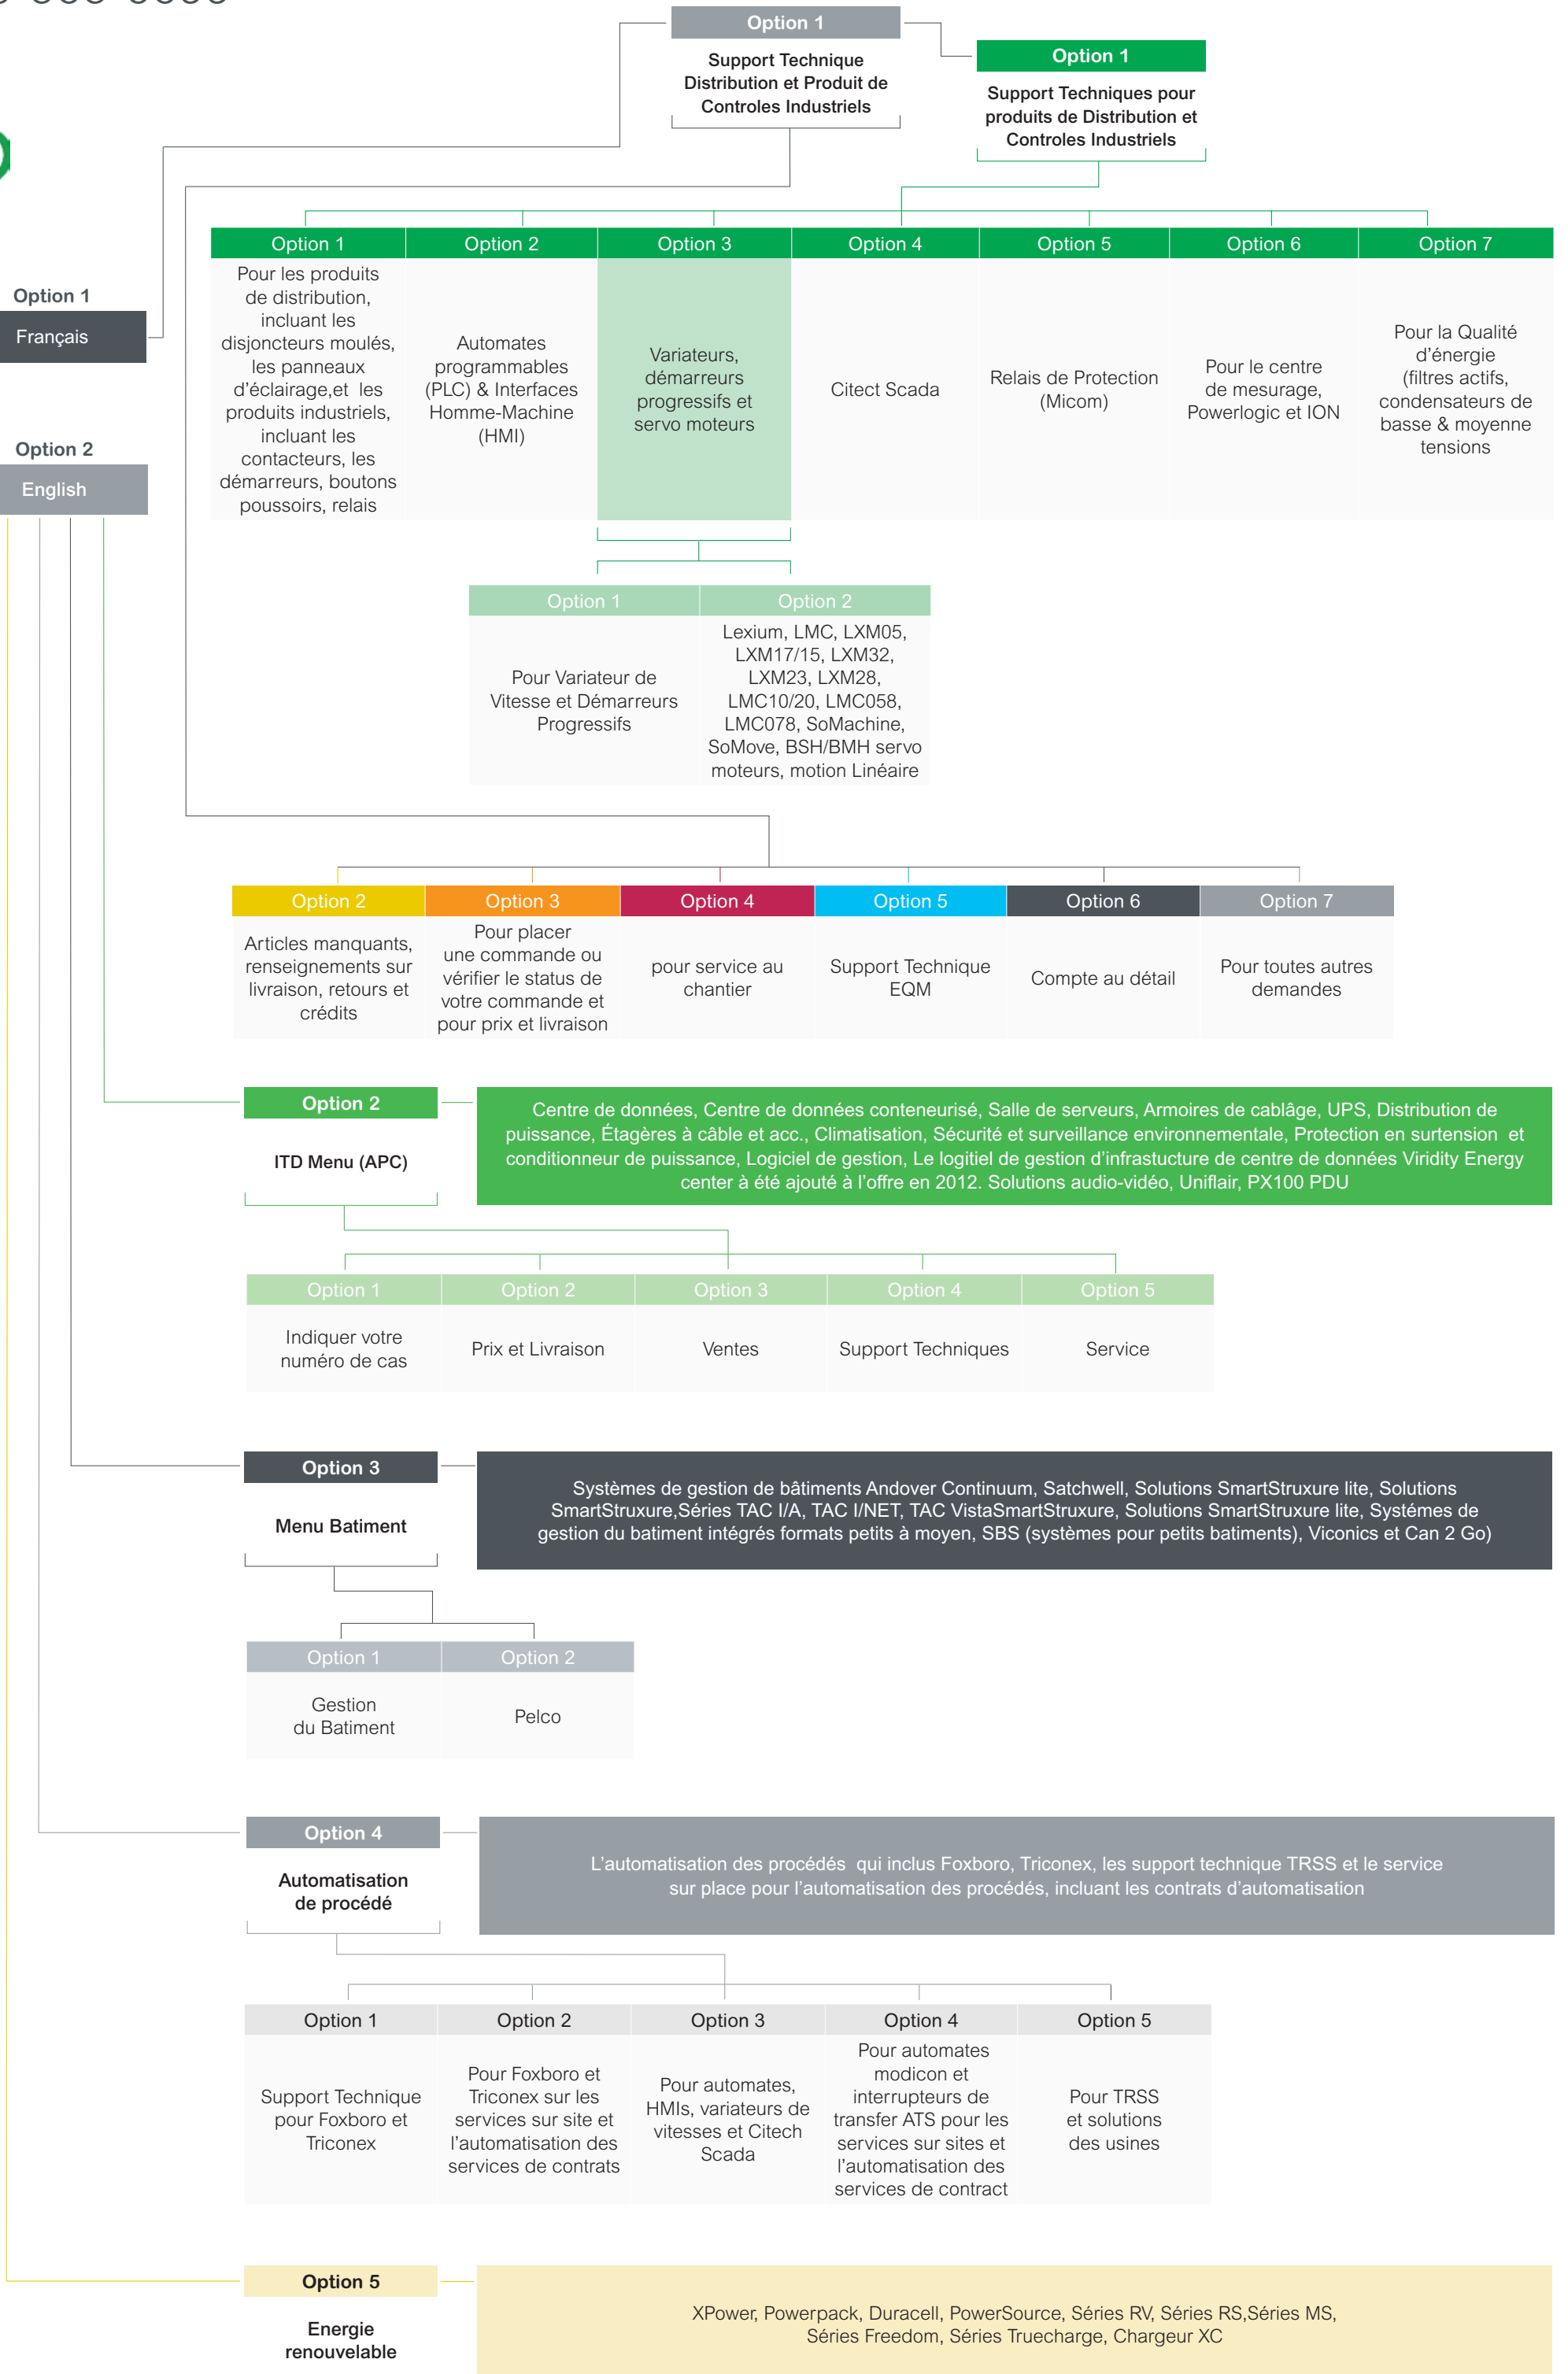 Option 1
Support Technique
Distribution et Produit de
Controles Industriels
Option 1
Support Techniques pour
produits de Distribution et
Controles Industriels
Option 1
Français
Option 2
English
Option 1
Pour les produits
de distribution,
incluant les
disjoncteurs moulés,
les panneaux
d’éclairage,et les
produits industriels,
incluant les
contacteurs, les
démarreurs, boutons
poussoirs, relais
Option 2
Automates
programmables
(PLC) & Interfaces
Homme-Machine
(HMI)
Option 3
Variateurs,
démarreurs
progressifs et
servo moteurs
Option 4
Citect Scada
Option 5
Relais de Protection
(Micom)
Option 6
Pour le centre
de mesurage,
Powerlogic et ION
Option 7
Pour la Qualité
d’énergie
(filtres actifs,
condensateurs de
basse & moyenne
tensions
Option 1
Pour Variateur de
Vitesse et Démarreurs
Progressifs
Option 2
Lexium, LMC, LXM05,
LXM17/15, LXM32,
LXM23, LXM28,
LMC10/20, LMC058,
LMC078, SoMachine,
SoMove, BSH/BMH servo
moteurs, motion Linéaire
Option 2
Articles manquants,
renseignements sur
livraison, retours et
crédits
Option 3
Pour placer
une commande ou
vérifier le status de
votre commande et
pour prix et livraison
Option 4
pour service au
chantier
Option 5
Support Technique
EQM
Option 6
Compte au détail
Option 7
Pour toutes autres
demandes
Option 2
ITD Menu (APC)
Centre de données, Centre de données conteneurisé, Salle de serveurs, Armoires de cablâge, UPS, Distribution de
puissance, Étagères à câble et acc., Climatisation, Sécurité et surveillance environnementale, Protection en surtension et
conditionneur de puissance, Logiciel de gestion, Le logitiel de gestion d’infrastucture de centre de données Viridity Energy
center à été ajouté à l’offre en 2012. Solutions audio-vidéo, Uniflair, PX100 PDU
Option 1
Indiquer votre
numéro de cas
Option 2
Prix et Livraison
Option 3
Ventes
Option 4
Support Techniques
Option 5
Service
Option 3
Menu Batiment
Systèmes de gestion de bâtiments Andover Continuum, Satchwell, Solutions SmartStruxure lite, Solutions
SmartStruxure,Séries TAC I/A, TAC I/NET, TAC VistaSmartStruxure, Solutions SmartStruxure lite, Systémes de
gestion du batiment intégrés formats petits à moyen, SBS (systèmes pour petits batiments), Viconics et Can 2 Go)
Option 1
Gestion
du Batiment
Option 2
Pelco
Option 4
Automatisation
de procédé
L’automatisation des procédés qui inclus Foxboro, Triconex, les support technique TRSS et le service
sur place pour l’automatisation des procédés, incluant les contrats d’automatisation
Option 1
Support Technique
pour Foxboro et
Triconex
Option 2
Pour Foxboro et
Triconex sur les
services sur site et
l’automatisation des
services de contrats
Option 3
Pour automates,
HMIs, variateurs de
vitesses et Citech
Scada
Option 4
Pour automates
modicon et
interrupteurs de
transfer ATS pour les
services sur sites et
l’automatisation des
services de contract
Option 5
Pour TRSS
et solutions
des usines
Option 5
Energie
renouvelable
XPower, Powerpack, Duracell, PowerSource, Séries RV, Séries RS,Séries MS,
Séries Freedom, Séries Truecharge, Chargeur XC